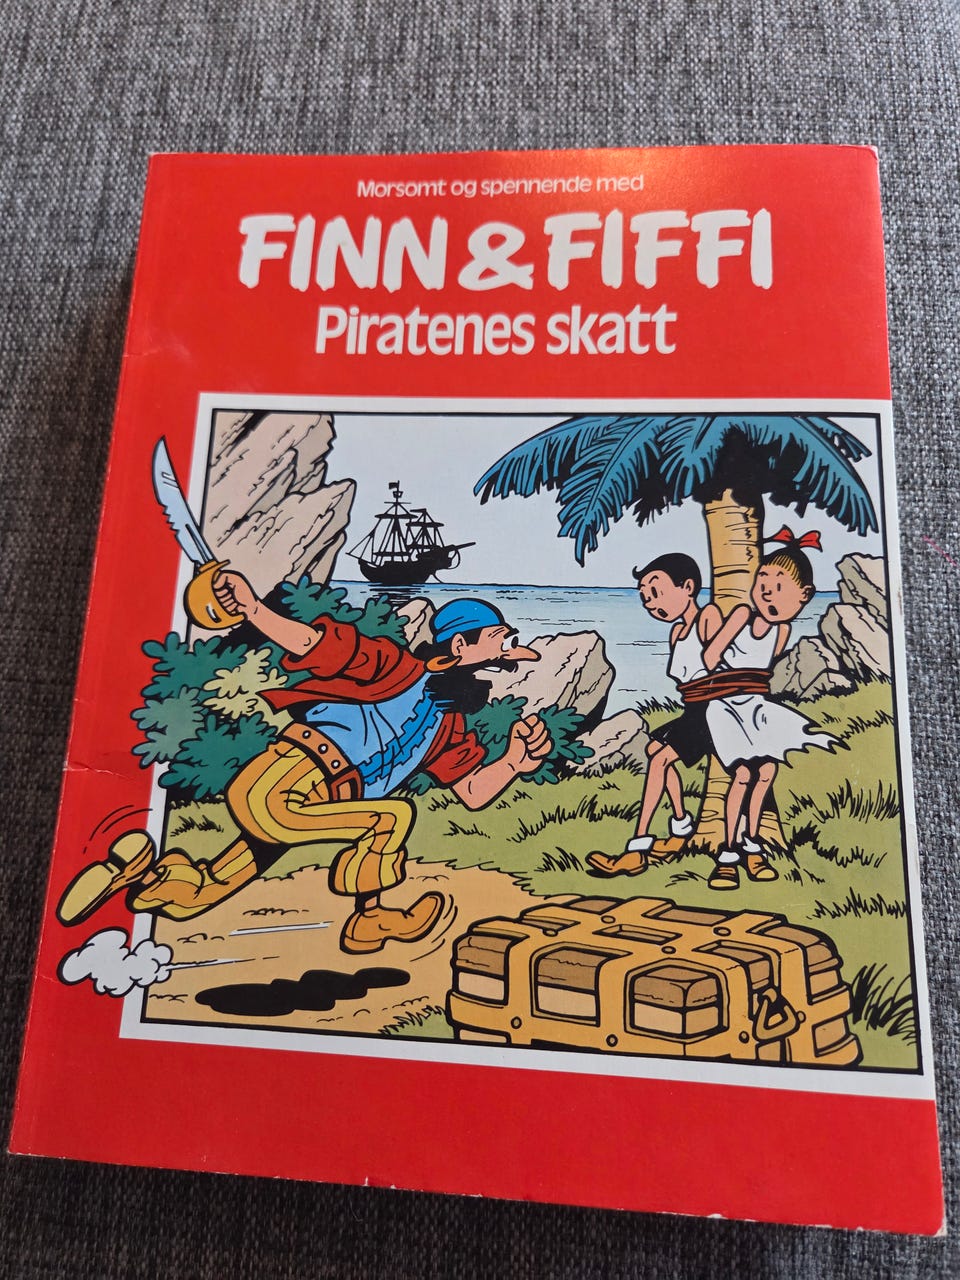 Morsomt og spennende med
FINN & FIFFI
Piratenes skatt